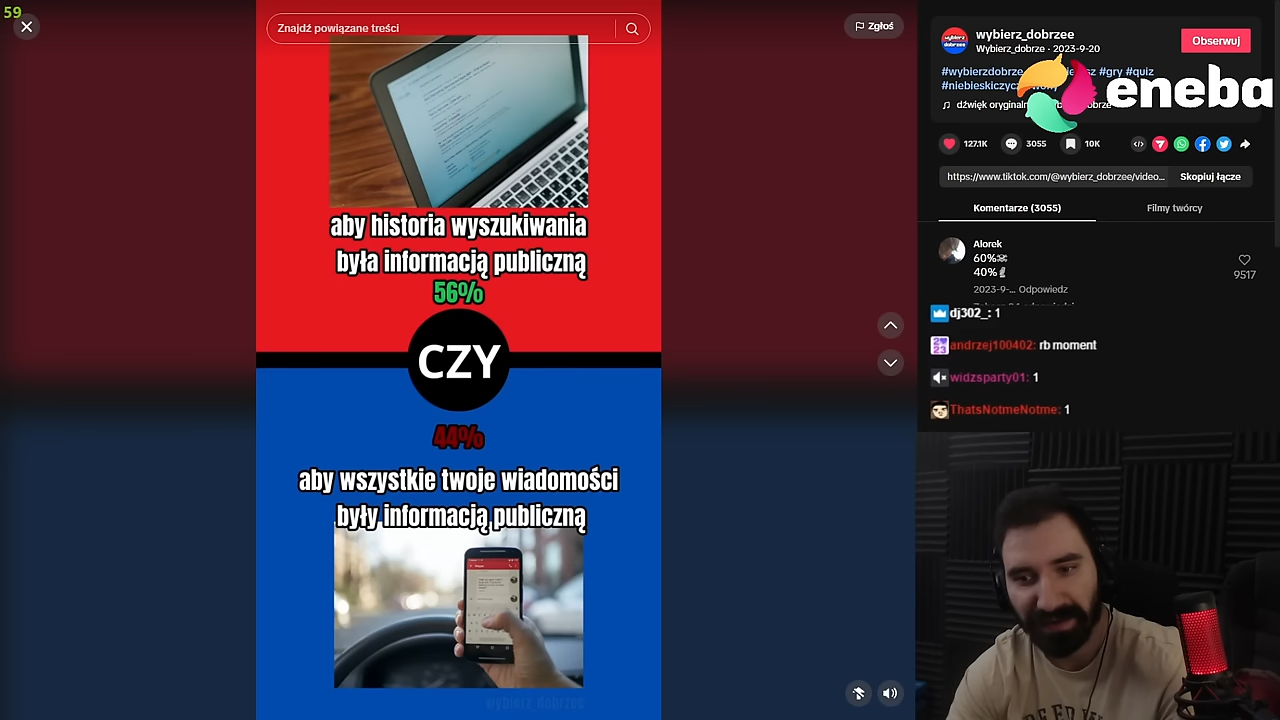 59
Znajdź powiązane treści
Zgłoś
aby historia wyszukiwania
była informacją publiczną
56%
CZY
44%
aby wszystkie twoje wiadomości
były informacją publiczną
wybierz_dobrzee
wybierz_dobrzee
Wybierz_dobrze · 2023-9-20
Obserwuj
#gry #quiz
eneba
dźwięk oryginalny
127.1K
3055
10K
https://www.tiktok.com/@wybierz_dobrzee/video...
Skopiuj łącze
Komentarze (3055)
Filmy twórcy
Alorek
60%
40%
9517
2023-9-... Odpowiedz
dj302_: 1
andrzej100402: rb moment
widzsparty01: 1
ThatsNotmeNotme: 1